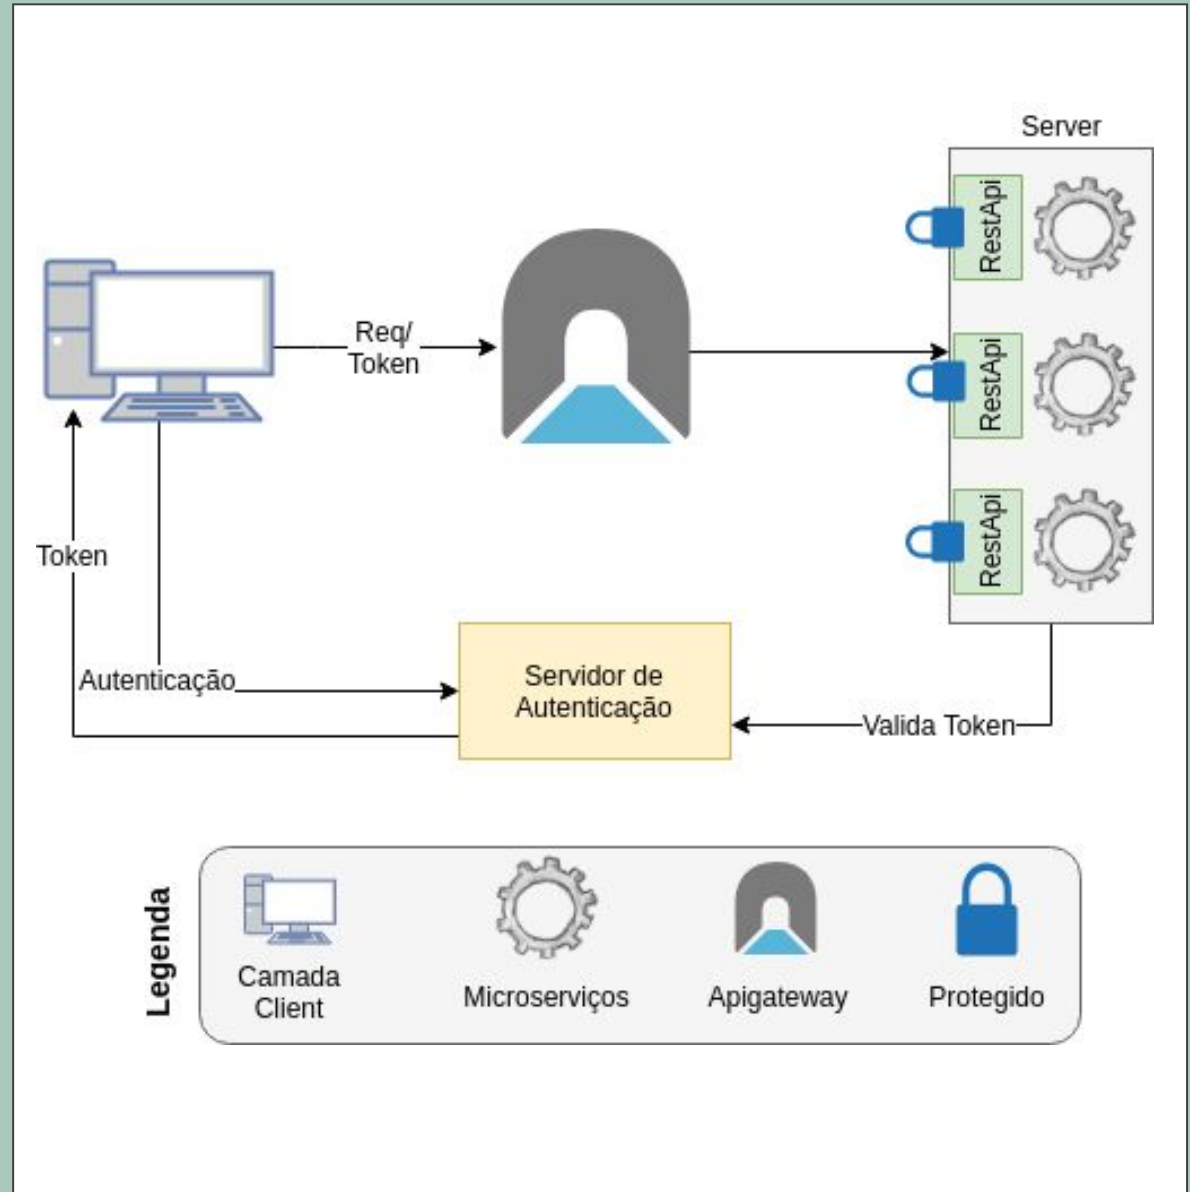 Server
RestApi
Req/
Token
RestApi
RestApi
Token
Autenticação
Servidor de
Autenticação
Valida Token
Legenda
Camada
Client
Microserviços
Apigateway
Protegido